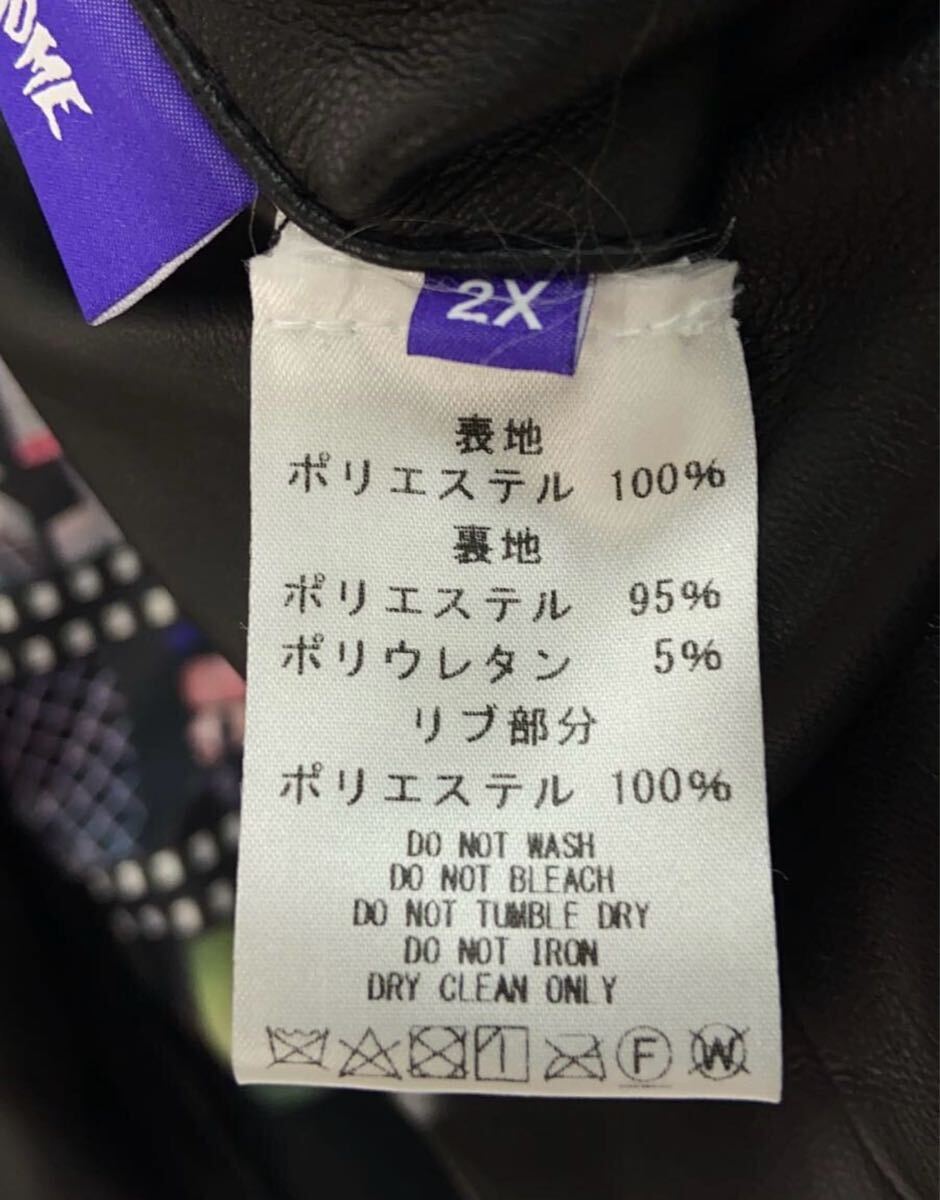 2X
表地
ポリエステル 100%
裏地
ポリエステル 95%
ポリウレタン 5%
リブ部分
ポリエステル 100%
DO NOT WASH
DO NOT BLEACH
DO NOT TUMBLE DRY
DO NOT IRON
DRY CLEAN ONLY
F W